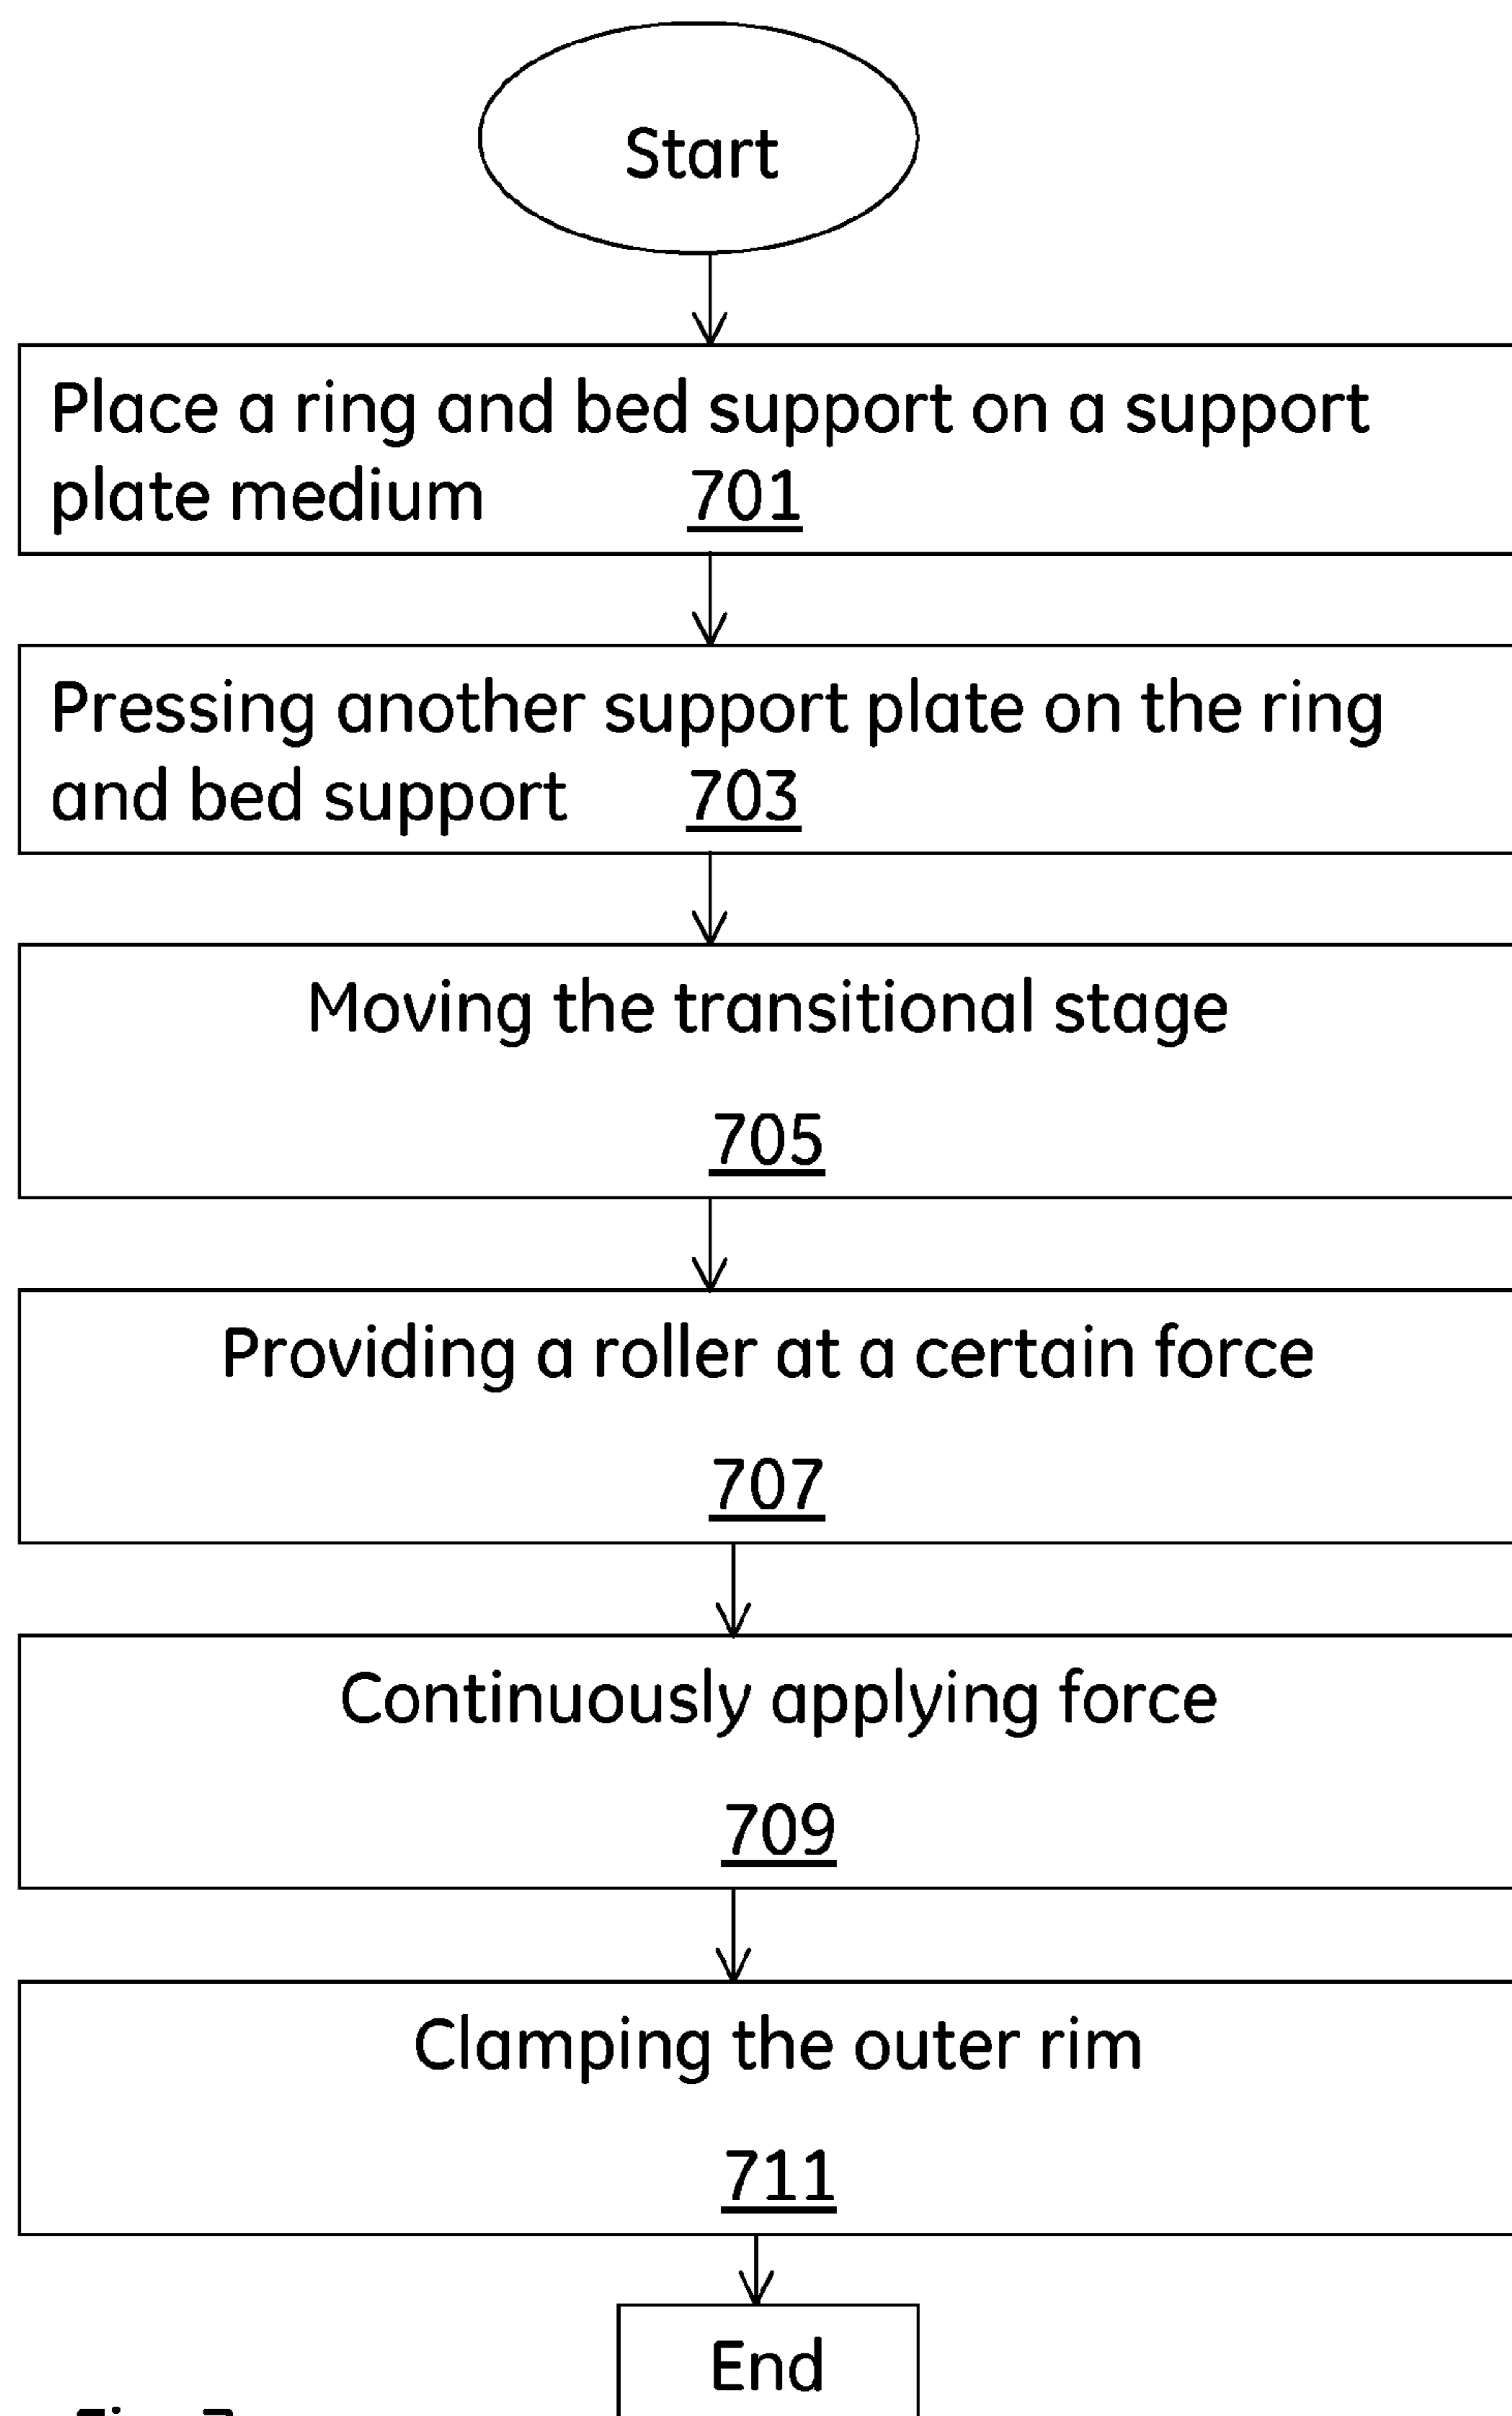 Start
Place a ring and bed support on a support
plate medium 701
Pressing another support plate on the ring
and bed support 703
Moving the transitional stage
705
Providing a roller at a certain force
707
Continuously applying force
709
Clamping the outer rim
711
End